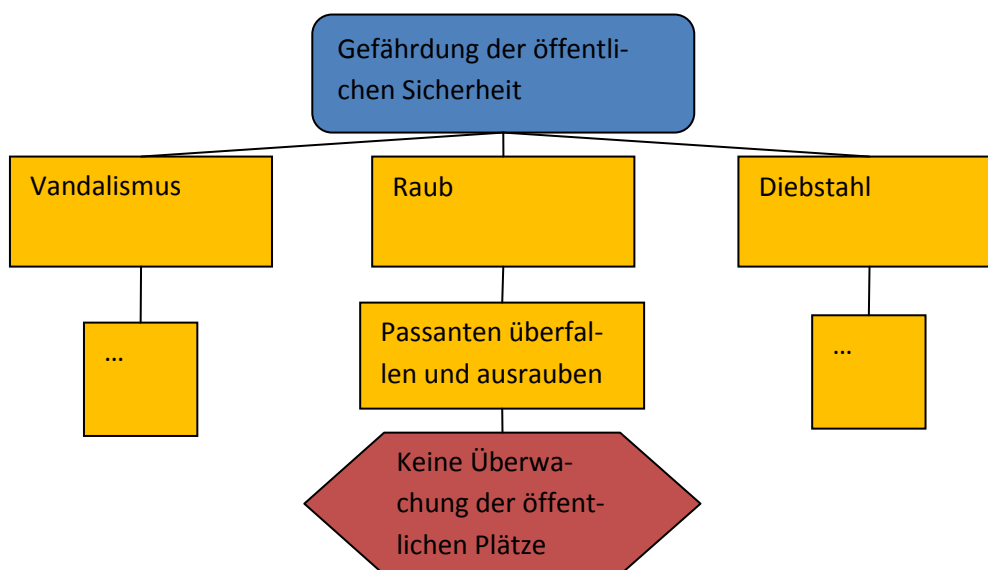 Gefährdung der öffentli-
chen Sicherheit
Vandalismus
Raub
Diebstahl
...
Passanten überfal-
len und ausrauben
...
Keine Überwa-
chung der öffent-
lichen Plätze